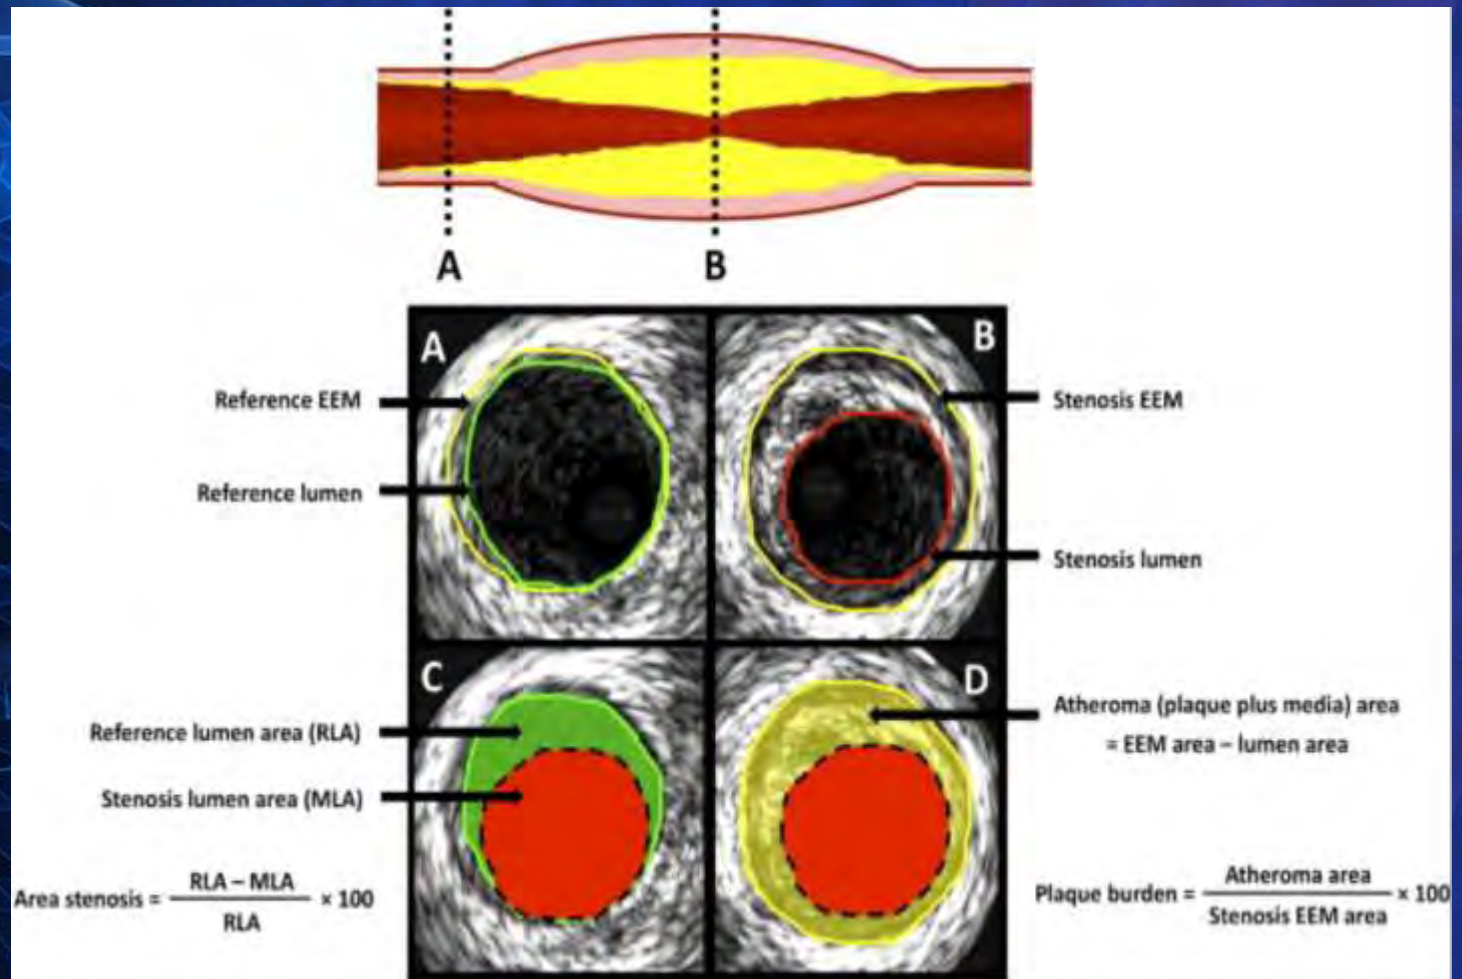 A
B
A
B
Reference EEM
Stenosis EEM
Reference lumen
Stenosis lumen
C
D
Reference lumen area (RLA)
Atheroma (plaque plus media) area
= EEM area – lumen area
Stenosis lumen area (MLA)
Area stenosis = RLA – MLA / RLA × 100
Plaque burden = Atheroma area / Stenosis EEM area × 100